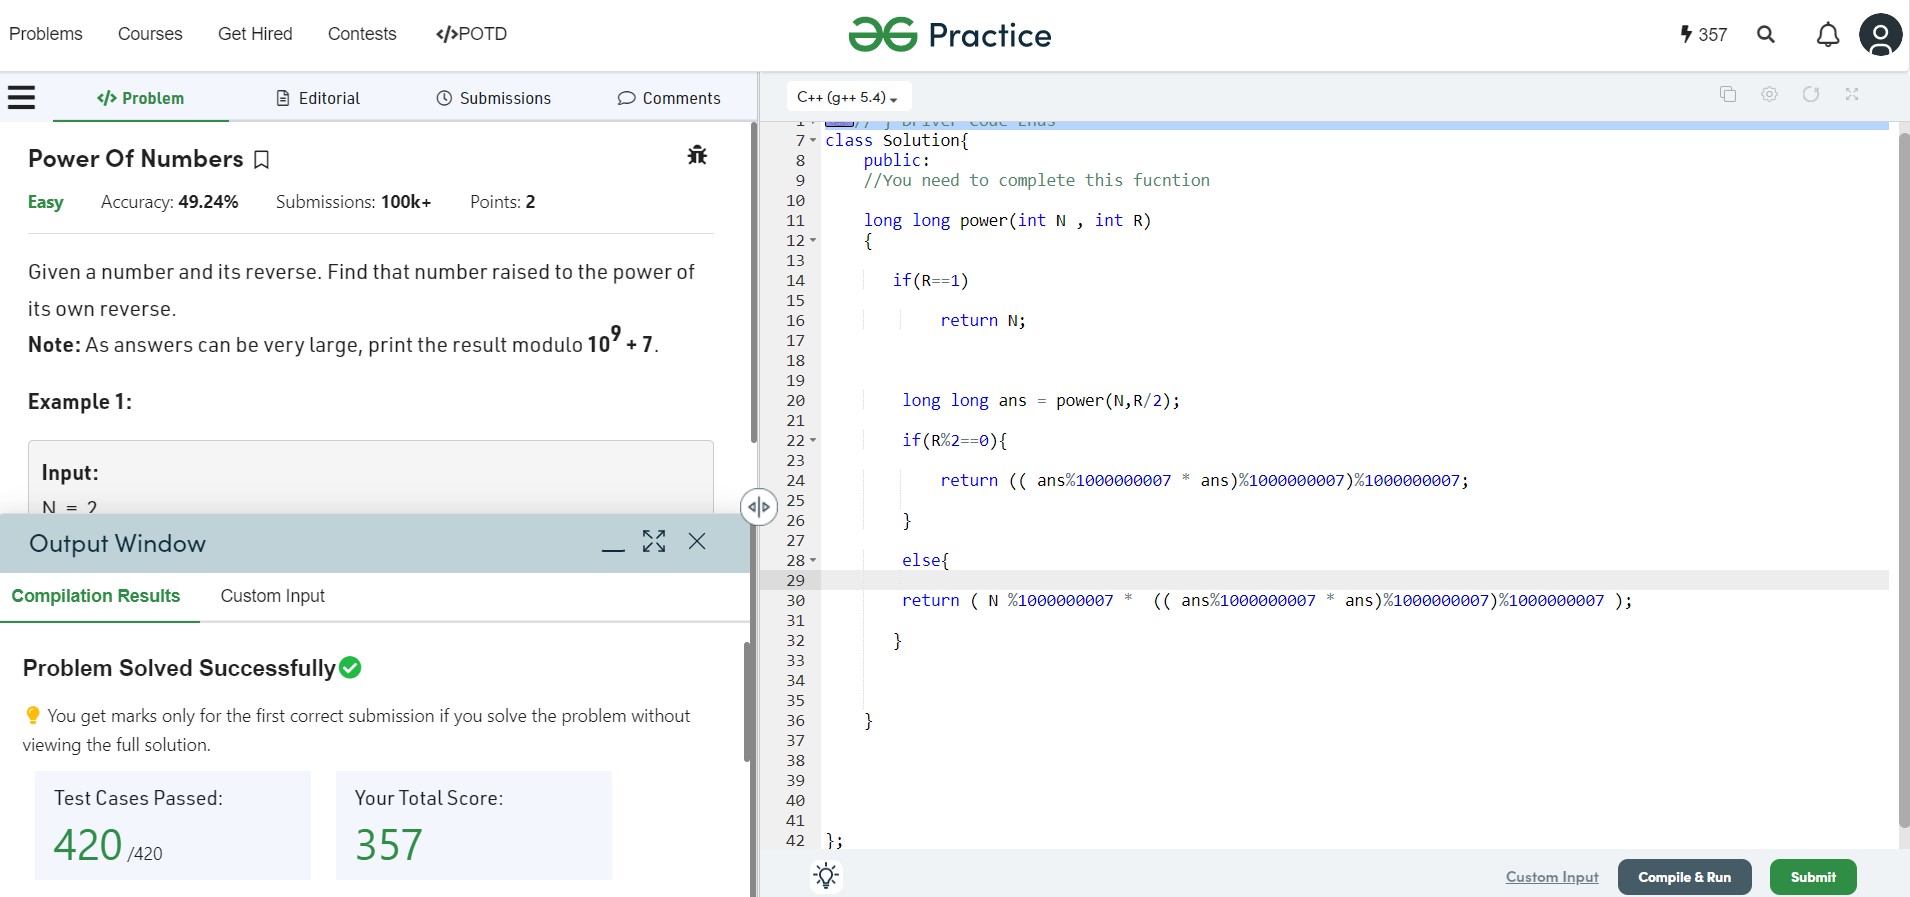 Problems Courses Get Hired Contests </>POTD
Practice
357
</> Problem Editorial Submissions Comments
Power Of Numbers
Easy Accuracy: 49.24% Submissions: 100k+ Points: 2
Given a number and its reverse. Find that number raised to the power of
its own reverse.
Note: As answers can be very large, print the result modulo 10⁹ + 7.
Example 1:
Input:
N = 2
Output Window
Compilation Results Custom Input
Problem Solved Successfully
You get marks only for the first correct submission if you solve the problem without
viewing the full solution.
Test Cases Passed:
420 /420
Your Total Score:
357
C++ (g++ 5.4)
1 // } Driver Code Ends
7 class Solution{
8 public:
9 //You need to complete this fucntion
10
11 long long power(int N , int R)
12 {
13
14 if(R==1)
15
16 return N;
17
18
19
20 long long ans = power(N,R/2);
21
22 if(R%2==0){
23
24 return (( ans%1000000007 * ans)%1000000007)%1000000007;
25
26 }
27
28 else{
29
30 return ( N %1000000007 * (( ans%1000000007 * ans)%1000000007)%1000000007 );
31
32 }
33
34
35
36 }
37
38
39
40
41
42 };
Custom Input Compile & Run Submit